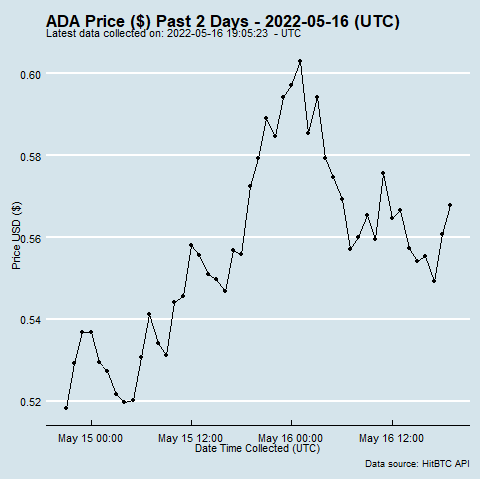 ADA Price ($) Past 2 Days - 2022-05-16 (UTC)
Latest data collected on: 2022-05-16 19:05:23  - UTC
0.60
0.58
0.56
0.54
0.52
Price USD ($)
May 15 00:00
May 15 12:00
May 16 00:00
May 16 12:00
Date Time Collected (UTC)
Data source: HitBTC API